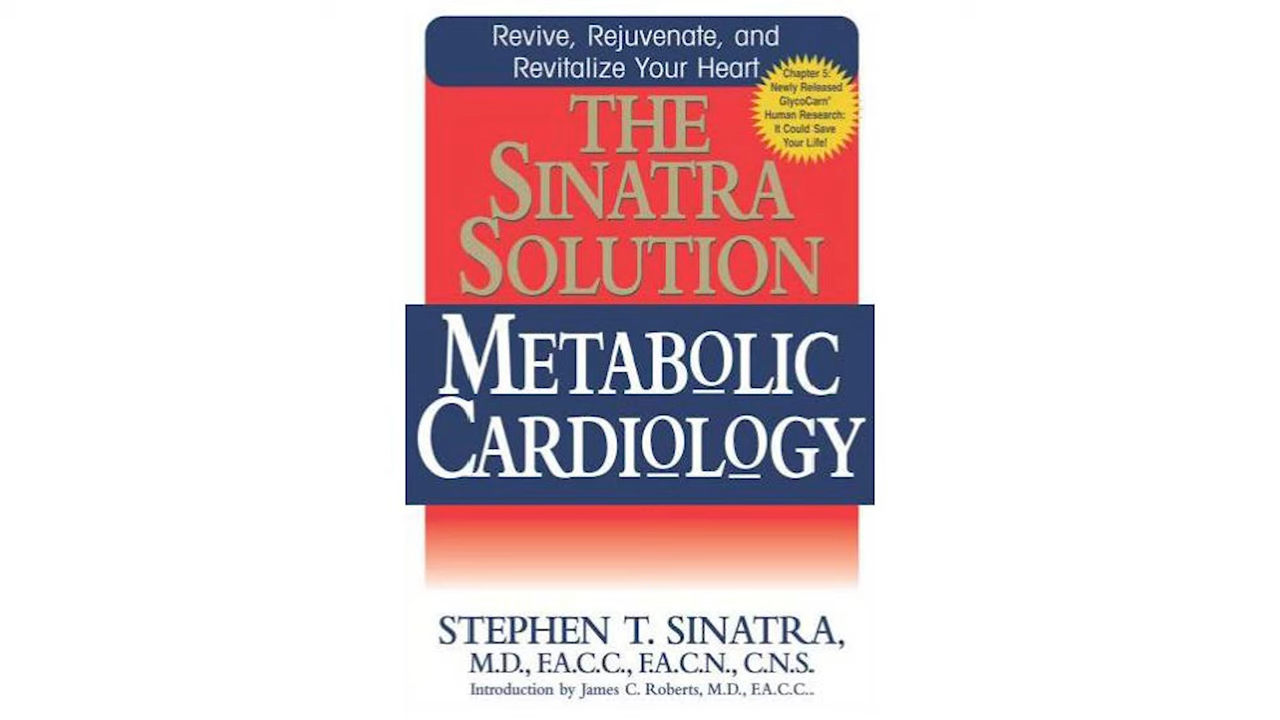 Revive, Rejuvenate, and
Revitalize Your Heart
Chapter 5:
Newly Released
GlycoCarn®
Human Research:
It Could Save
Your Life!
THE
SINATRA
SOLUTION
METABOLIC
CARDIOLOGY
STEPHEN T. SINATRA,
M.D., F.A.C.C., F.A.C.N., C.N.S.
Introduction by James C. Roberts, M.D., F.A.C.C..